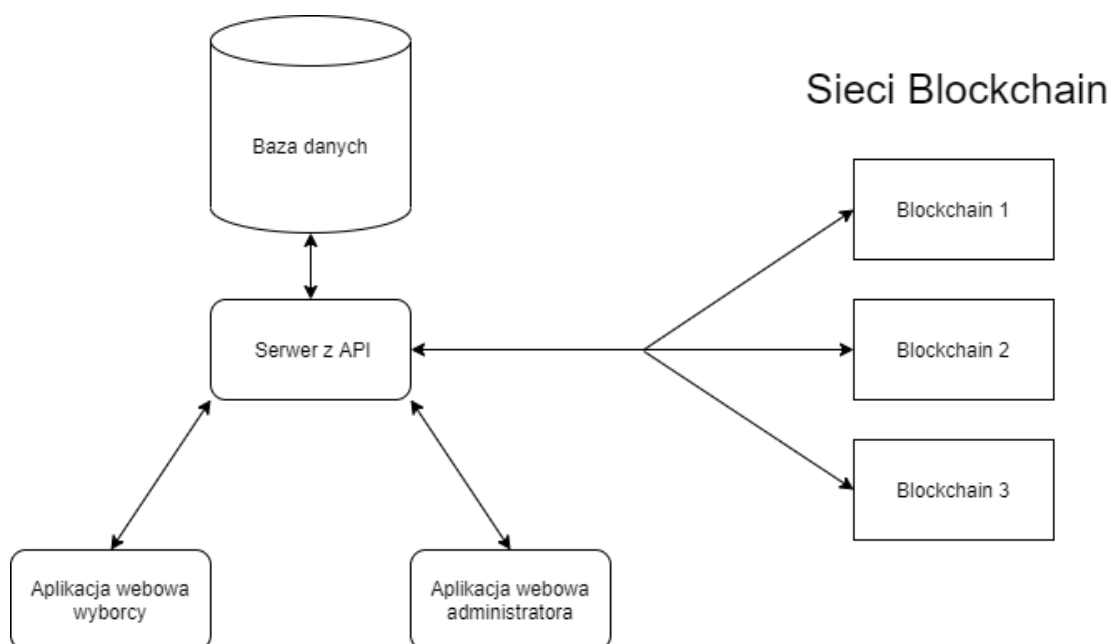 Sieci Blockchain
Baza danych
Blockchain 1
Serwer z API
Blockchain 2
Blockchain 3
Aplikacja webowa
wyborcy
Aplikacja webowa
administratora